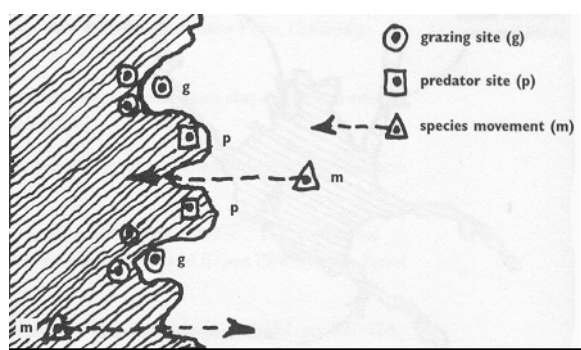 grazing site (g)
g
predator site (p)
p
species movement (m)
m
p
g
m